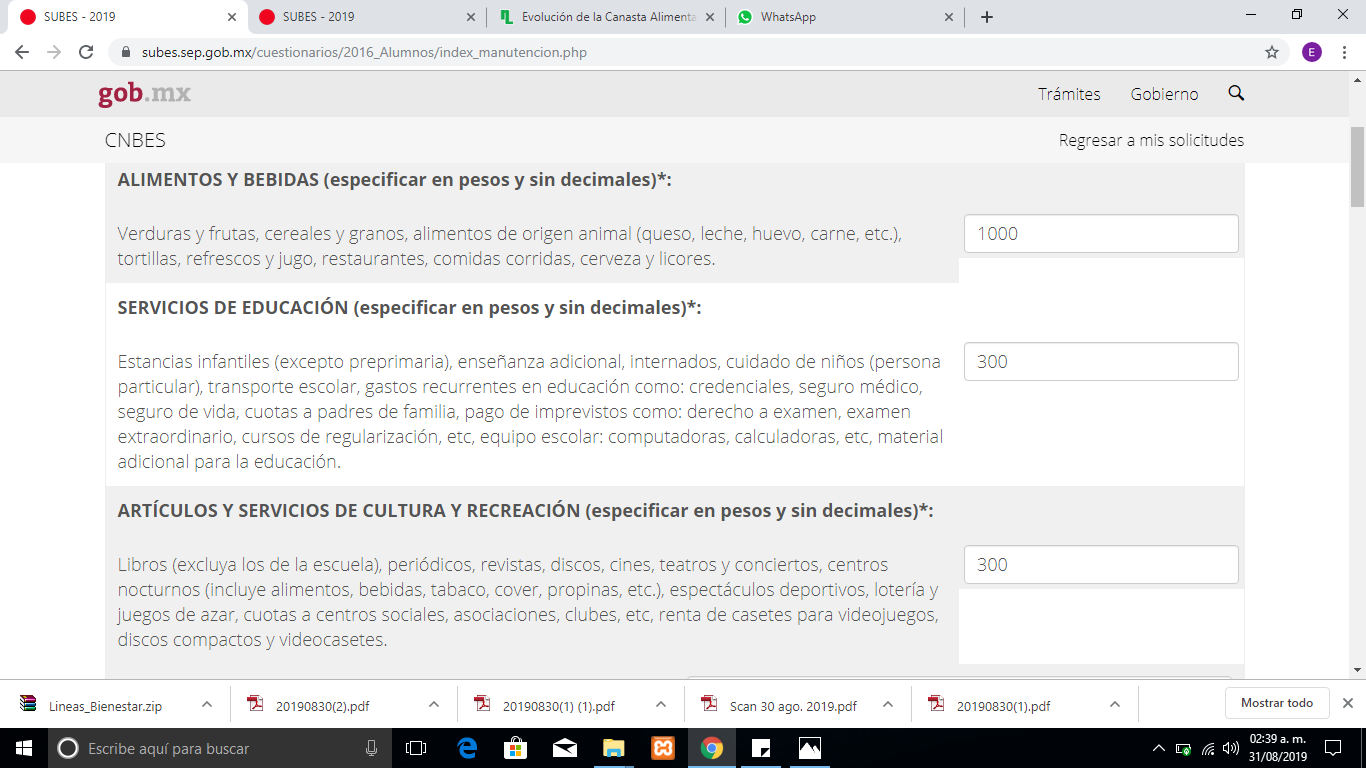 SUBES - 2019
SUBES - 2019
Evolución de la Canasta Alimenta
WhatsApp
subes.sep.gob.mx/cuestionarios/2016_Alumnos/index_manutencion.php
E
gob.mx
Trámites
Gobierno
CNBES
Regresar a mis solicitudes
ALIMENTOS Y BEBIDAS (especificar en pesos y sin decimales)*:
Verduras y frutas, cereales y granos, alimentos de origen animal (queso, leche, huevo, carne, etc.),
tortillas, refrescos y jugo, restaurantes, comidas corridas, cerveza y licores.
1000
SERVICIOS DE EDUCACIÓN (especificar en pesos y sin decimales)*:
Estancias infantiles (excepto preprimaria), enseñanza adicional, internados, cuidado de niños (persona
particular), transporte escolar, gastos recurrentes en educación como: credenciales, seguro médico,
seguro de vida, cuotas a padres de familia, pago de imprevistos como: derecho a examen, examen
extraordinario, cursos de regularización, etc, equipo escolar: computadoras, calculadoras, etc, material
adicional para la educación.
300
ARTÍCULOS Y SERVICIOS DE CULTURA Y RECREACIÓN (especificar en pesos y sin decimales)*:
Libros (excluya los de la escuela), periódicos, revistas, discos, cines, teatros y conciertos, centros
nocturnos (incluye alimentos, bebidas, tabaco, cover, propinas, etc.), espectáculos deportivos, lotería y
juegos de azar, cuotas a centros sociales, asociaciones, clubes, etc, renta de casetes para videojuegos,
discos compactos y videocasetes.
300
Lineas_Bienestar.zip
20190830(2).pdf
20190830(1) (1).pdf
Scan 30 ago. 2019.pdf
20190830(1).pdf
Mostrar todo
Escribe aquí para buscar
02:39 a. m.
31/08/2019